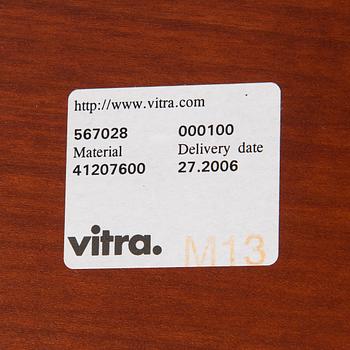 http://www.vitra.com
567028 000100
Material Delivery date
41207600 27.2006
vitra.
M13